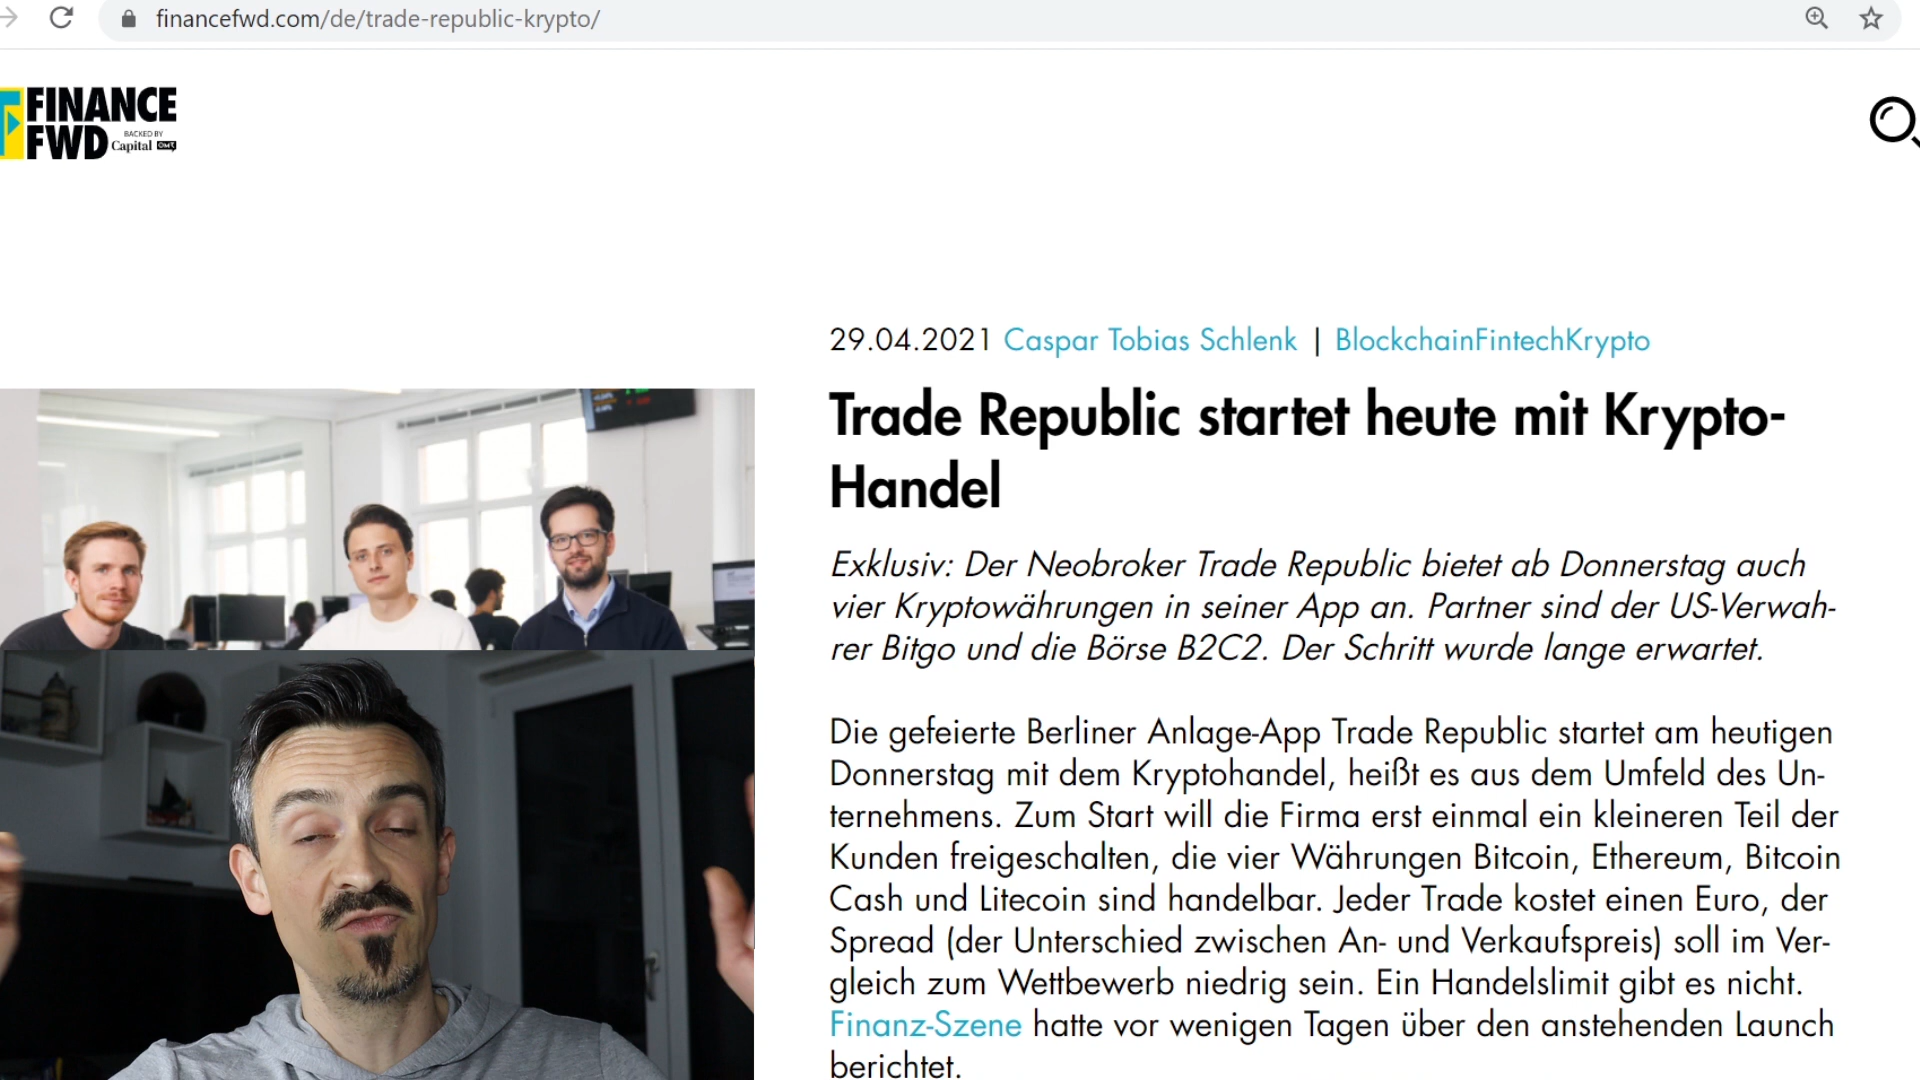 financefwd.com/de/trade-republic-krypto/
FINANCE
FWD
BACKED BY
Capital OMR
29.04.2021 Caspar Tobias Schlenk | BlockchainFintechKrypto
Trade Republic startet heute mit Krypto-
Handel
Exklusiv: Der Neobroker Trade Republic bietet ab Donnerstag auch
vier Kryptowährungen in seiner App an. Partner sind der US-Verwah-
rer Bitgo und die Börse B2C2. Der Schritt wurde lange erwartet.
Die gefeierte Berliner Anlage-App Trade Republic startet am heutigen
Donnerstag mit dem Kryptohandel, heißt es aus dem Umfeld des Un-
ternehmens. Zum Start will die Firma erst einmal ein kleineren Teil der
Kunden freigeschalten, die vier Währungen Bitcoin, Ethereum, Bitcoin
Cash und Litecoin sind handelbar. Jeder Trade kostet einen Euro, der
Spread (der Unterschied zwischen An- und Verkaufspreis) soll im Ver-
gleich zum Wettbewerb niedrig sein. Ein Handelslimit gibt es nicht.
Finanz-Szene hatte vor wenigen Tagen über den anstehenden Launch
berichtet.